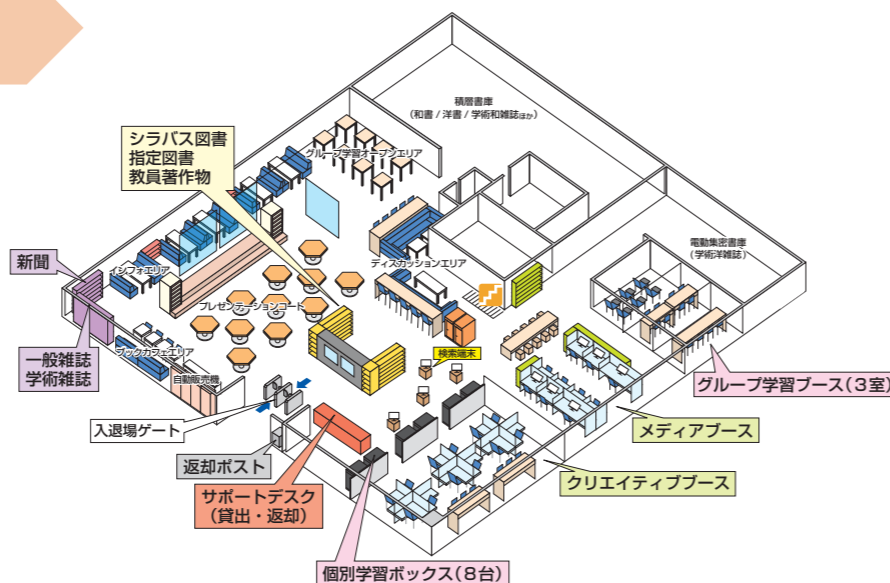 積層書庫
(和書 / 洋書 / 学術和雑誌ほか)
シラバス図書
指定図書
教員著作物
グループ学習オープンエリア
電動集密書庫
(学術洋雑誌)
新聞
インフォエリア
ディスカッションエリア
プレゼンテーションコート
一般雑誌
学術雑誌
ブックカフェエリア
検索端末
自動販売機
グループ学習ブース(3室)
入退場ゲート
メディアブース
返却ポスト
クリエイティブブース
サポートデスク
(貸出・返却)
個別学習ボックス(8台)